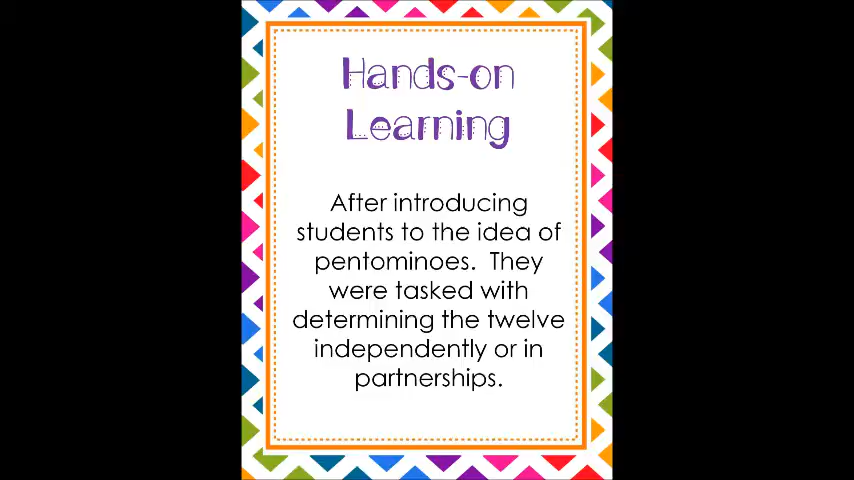 Hands-on
Learning
After introducing
students to the idea of
pentominoes.  They
were tasked with
determining the twelve
independently or in
partnerships.